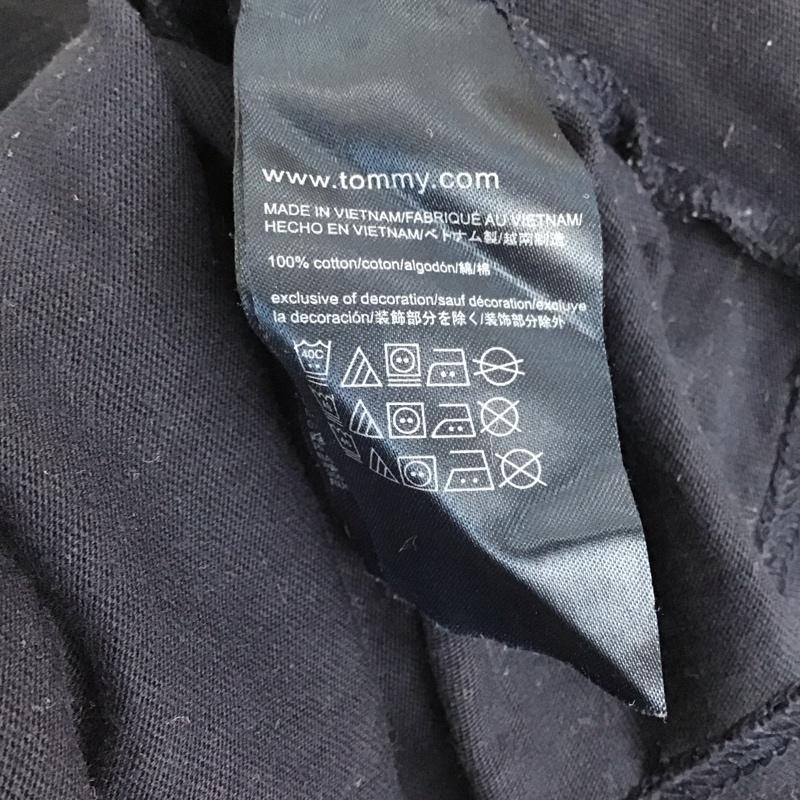 www.tommy.com
MADE IN VIETNAM/FABRIQUÉ AU VIETNAM/
HECHO EN VIETNAM/ベトナム製/越南制造
100% cotton/coton/algodón/綿/棉
exclusive of decoration/sauf décoration/excluye
la decoración/装飾部分を除く/装饰部分除外
40C